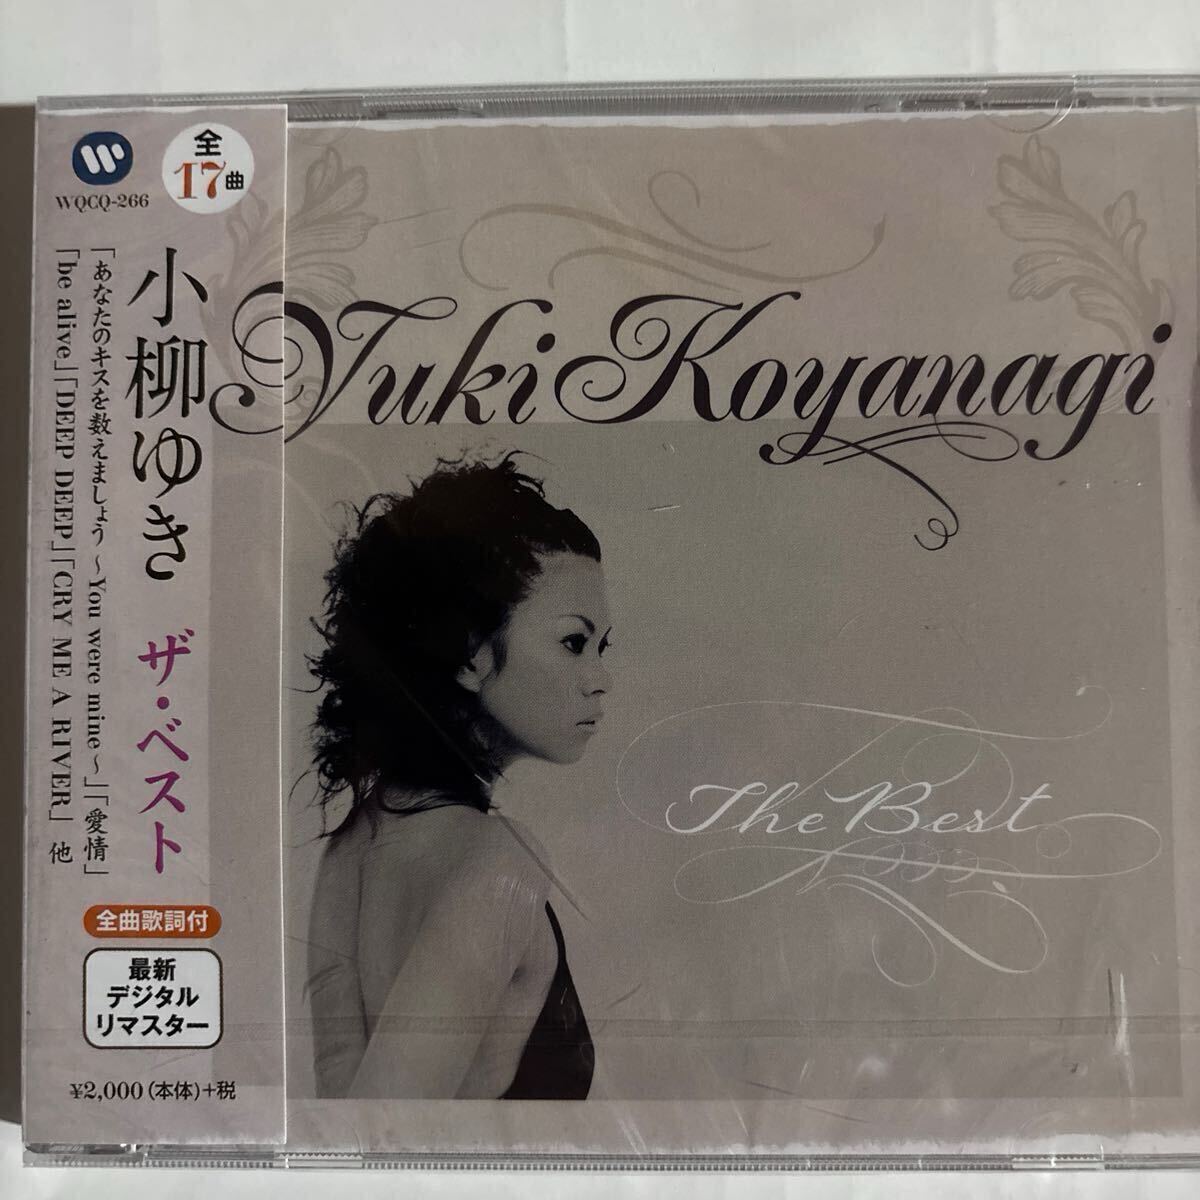 W
WQCQ-266
全
17曲
小柳ゆき ザ・ベスト
「あなたのキスを数えましょう 〜You were mine〜」「愛情」
「be alive」「DEEP DEEP」「CRY ME A RIVER」 他
全曲歌詞付
最新
デジタル
リマスター
¥2,000(本体)+税
Yuki Koyanagi
The Best